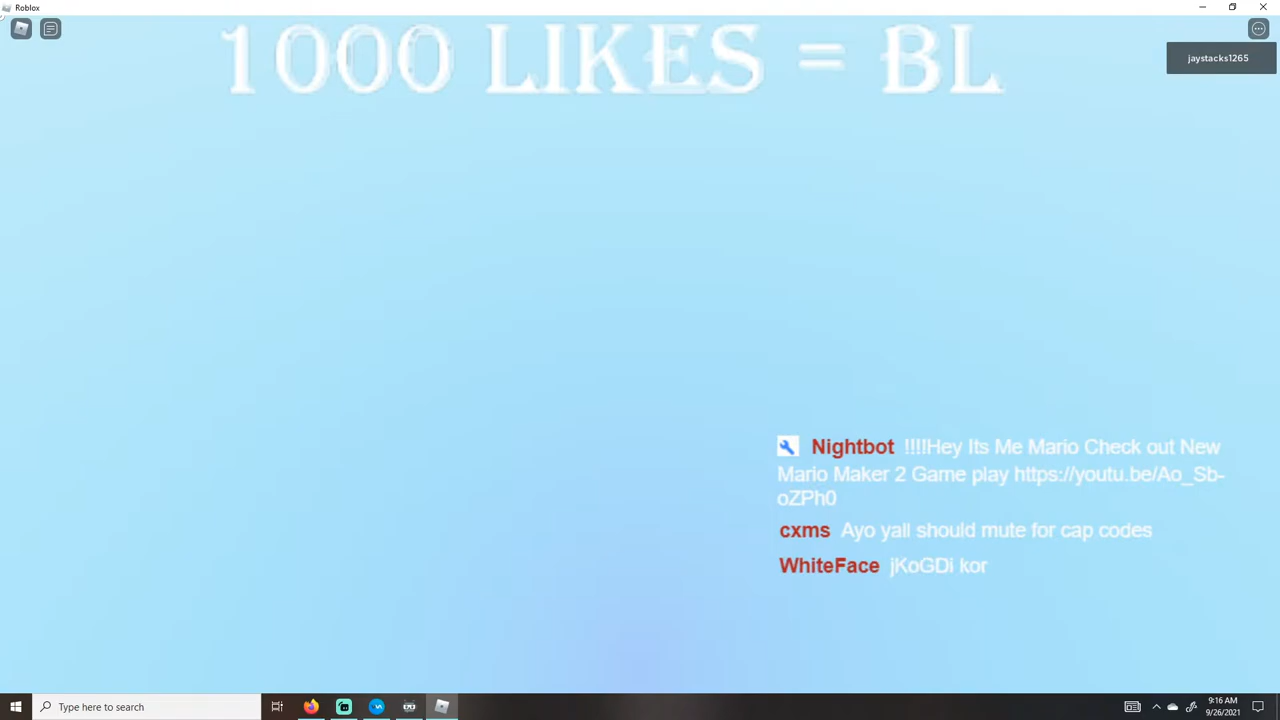 Roblox
1000 LIKES = BL
jaystacks1265
Nightbot !!!!Hey Its Me Mario Check out New
Mario Maker 2 Game play https://youtu.be/Ao_Sb-
oZPh0
cxms Ayo yall should mute for cap codes
WhiteFace jKoGDi kor
Type here to search
9:16 AM
9/26/2021